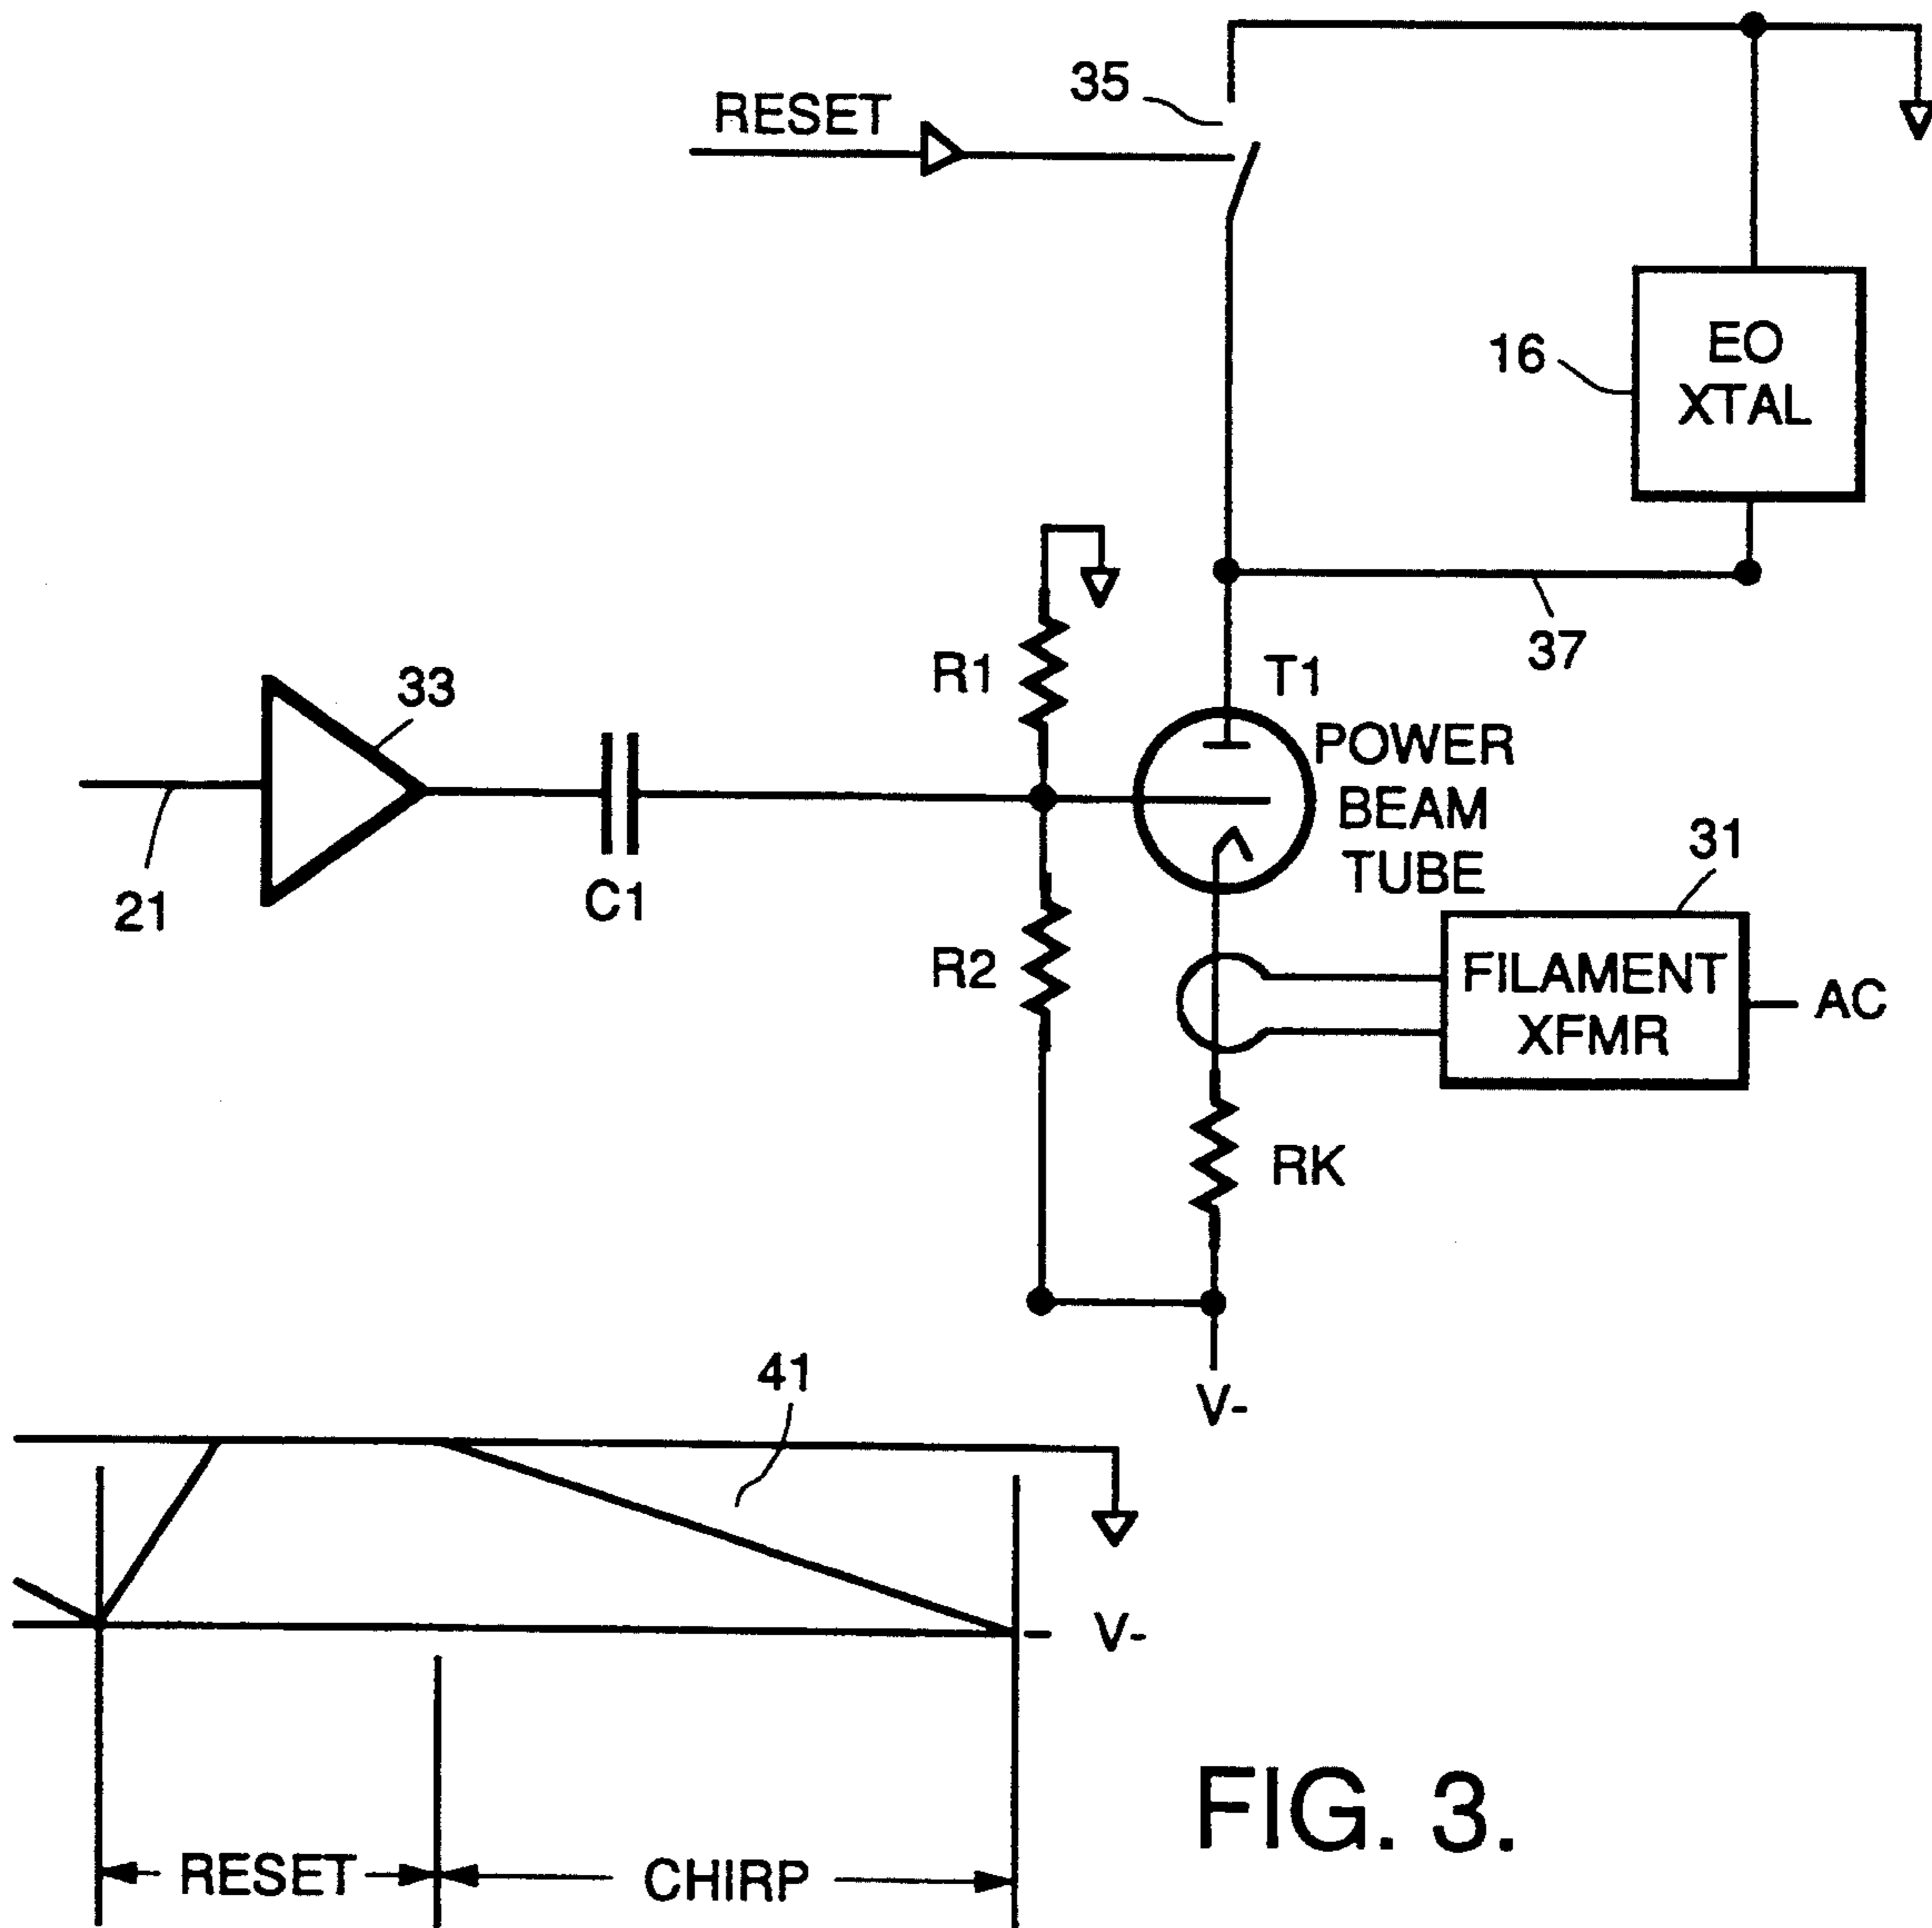 35
RESET
16
EO
XTAL
37
R1
T1
33
POWER
BEAM
TUBE
31
21
C1
R2
FILAMENT
XFMR
AC
RK
41
V-
V-
RESET
CHIRP
FIG. 3.